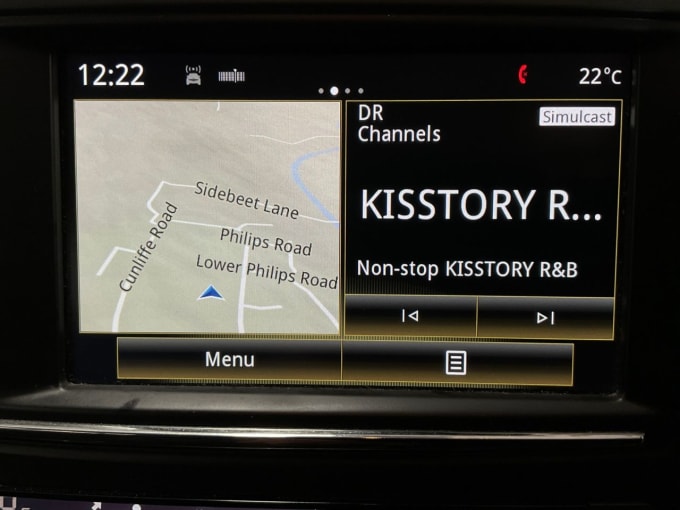 12:22
22°C
Sidebeet Lane
Cunliffe Road
Philips Road
Lower Philips Road
DR
Channels
Simulcast
KISSTORY R...
Non-stop KISSTORY R&B
Menu